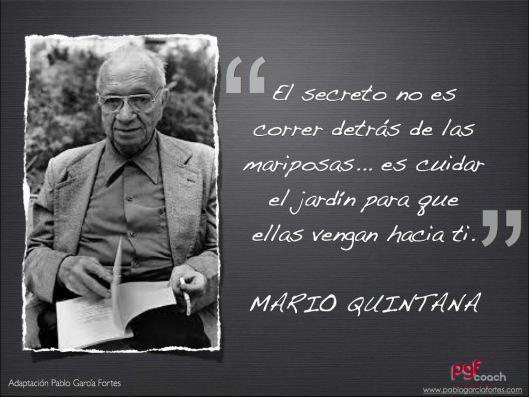 “
El secreto no es
correr detrás de las
mariposas... es cuidar
el jardín para que
ellas vengan hacia ti.
”
MARIO QUINTANA
Adaptación Pablo García Fortes
pgf
coach
www.pablogarciafortes.com